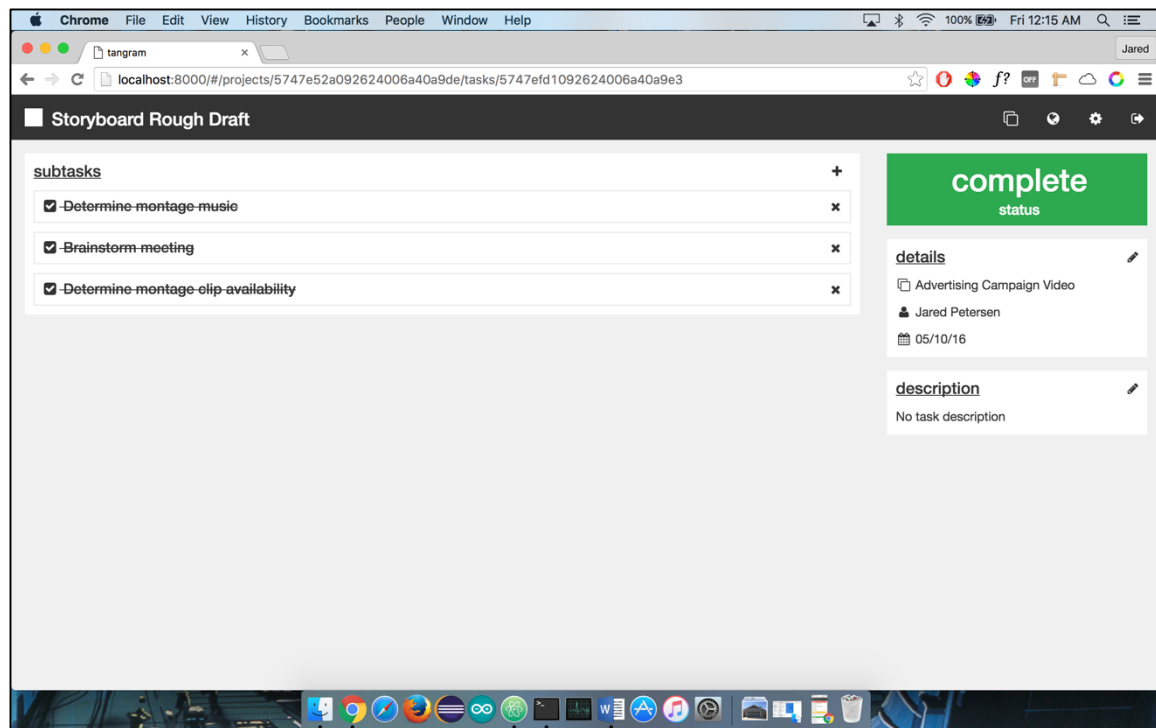 Chrome File Edit View History Bookmarks People Window Help 100% Fri 12:15 AM
tangram Jared
localhost:8000/#/projects/5747e52a092624006a40a9de/tasks/5747efd1092624006a40a9e3 f? OFF
Storyboard Rough Draft
subtasks
Determine montage music
Brainstorm meeting
Determine montage clip availability
complete
status
details
Advertising Campaign Video
Jared Petersen
05/10/16
description
No task description